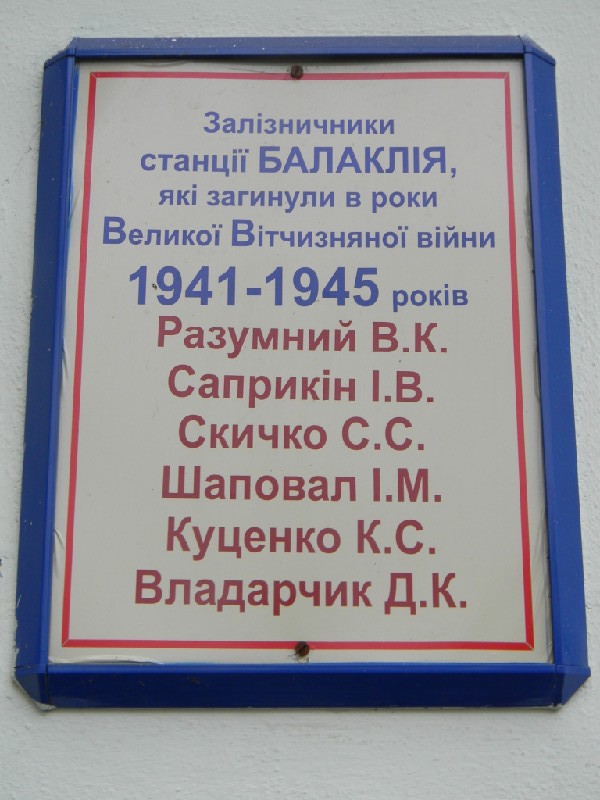 Залізничники
станції БАЛАКЛІЯ,
які загинули в роки
Великої Вітчизняної війни
1941-1945 років
Разумний В.К.
Саприкін І.В.
Скичко С.С.
Шаповал І.М.
Куценко К.С.
Владарчик Д.К.